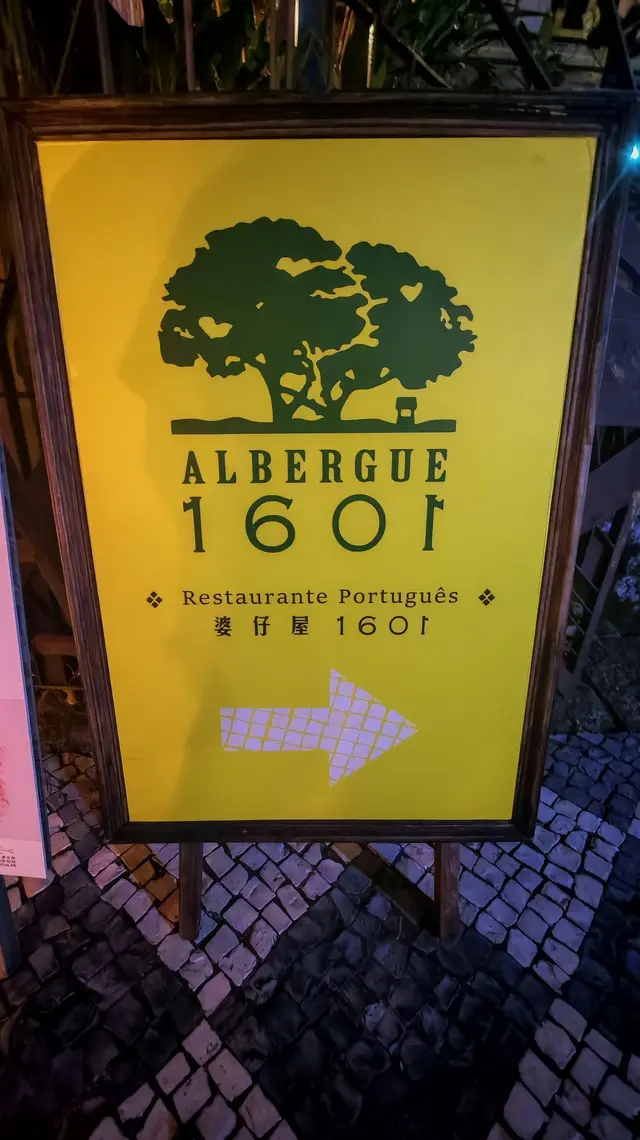 ALBERGUE
1601
Restaurante Português
婆仔屋 1601